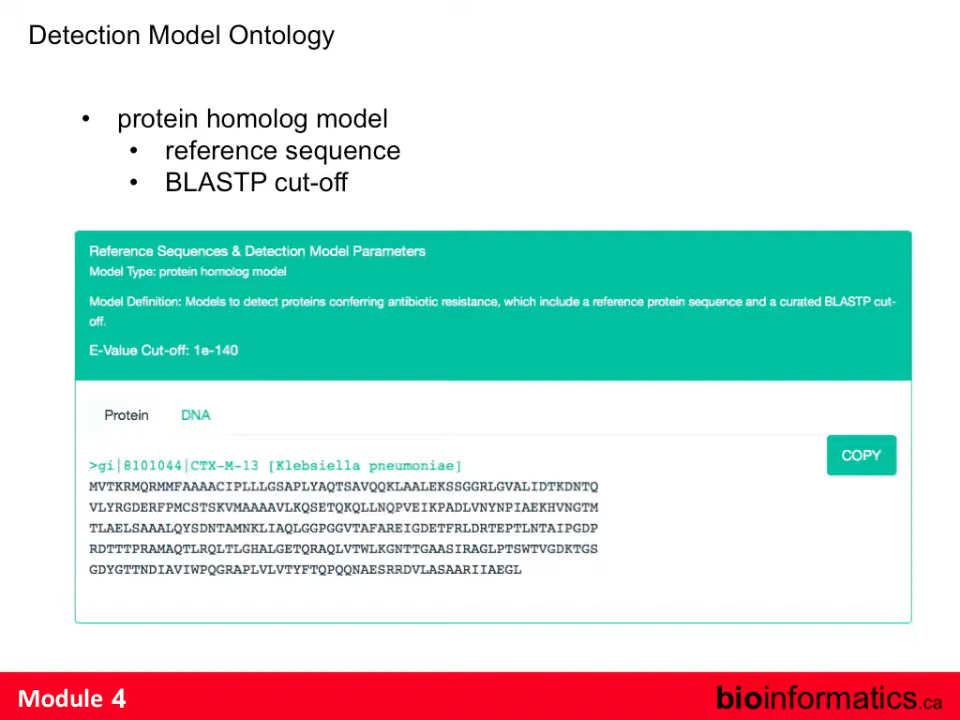 Detection Model Ontology
• protein homolog model
• reference sequence
• BLASTP cut-off
Reference Sequences & Detection Model Parameters
Model Type: protein homolog model
Model Definition: Models to detect proteins conferring antibiotic resistance, which include a reference protein sequence and a curated BLASTP cut-
off.
E-Value Cut-off: 1e-140
Protein DNA
COPY
>gi|8101044|CTX-M-13 [Klebsiella pneumoniae]
MVTKRMQRMMFAAAACIPLLLGSAPLYAQTSAVQQKLAALEKSSGGRLGVALIDTKDNTQ
VLYRGDERFPMCSTSKVMAAAAVLKQSETQKQLLNQPVEIKPADLVNYNPIAEKHVNGTM
TLAELSAAALQYSDNTAMNKLIAQLGGPGGVTAFARAIGDETFRLDRTEPTLNTAIPGDP
RDTTTPRAMAQTLRQLTLGHALGETQRAQLVTWLKGNTTGAASIRAGLPTSWTVGDKTGS
GDYGTTNDIAVIWPQGRAPLVLVTYFTQPQQNAESRRDVLASAARIIAEGL
Module 4
bioinformatics.ca